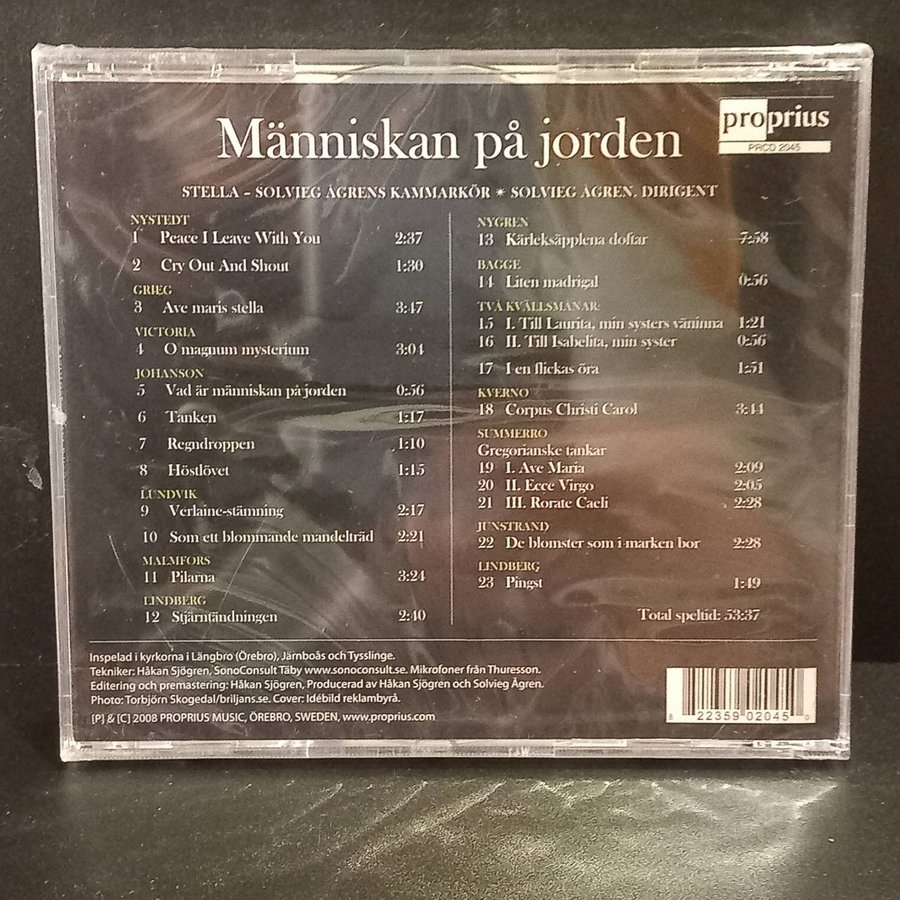 proprius
PRCD 2045
Människan på jorden
STELLA – SOLVIEG ÅGRENS KAMMARKÖR ✶ SOLVIEG ÅGREN, DIRIGENT
NYSTEDT
1 Peace I Leave With You 2:37
2 Cry Out And Shout 1:30
GRIEG
3 Ave maris stella 3:47
VICTORIA
4 O magnum mysterium 3:04
JOHANSON
5 Vad är människan på jorden 0:56
6 Tanken 1:17
7 Regndroppen 1:10
8 Höstlövet 1:15
LUNDVIK
9 Verlaine-stämning 2:17
10 Som ett blommande mandelträd 2:21
MALMFORS
11 Pilarna 3:24
LINDBERG
12 Stjärntändningen 2:40
NYGREN
13 Kärleksäpplena doftar 7:58
BAGGE
14 Liten madrigal 0:56
TVÅ KVÄLLSMANAR:
15 I. Till Laurita, min systers väninna 1:21
16 II. Till Isabelita, min syster 0:56
17 I en flickas öra 1:51
KVERNO
18 Corpus Christi Carol 3:44
SUMMERRO
Gregorianske tankar
19 I. Ave Maria 2:09
20 II. Ecce Virgo 2:05
21 III. Rorate Caeli 2:28
JUNSTRAND
22 De blomster som i marken bor 2:28
LINDBERG
23 Pingst 1:49
Total speltid: 53:37
Inspelad i kyrkorna i Längbro (Örebro), Järnboås och Tysslinge.
Tekniker: Håkan Sjögren, SonoConsult Täby www.sonoconsult.se. Mikrofoner från Thuresson.
Editering och premastering: Håkan Sjögren, Producerad av Håkan Sjögren och Solvieg Ågren.
Photo: Torbjörn Skogedal/briljans.se. Cover: Idébild reklambyrå.
[P] & [C] 2008 PROPRIUS MUSIC, ÖREBRO, SWEDEN, www.proprius.com
22359 02045